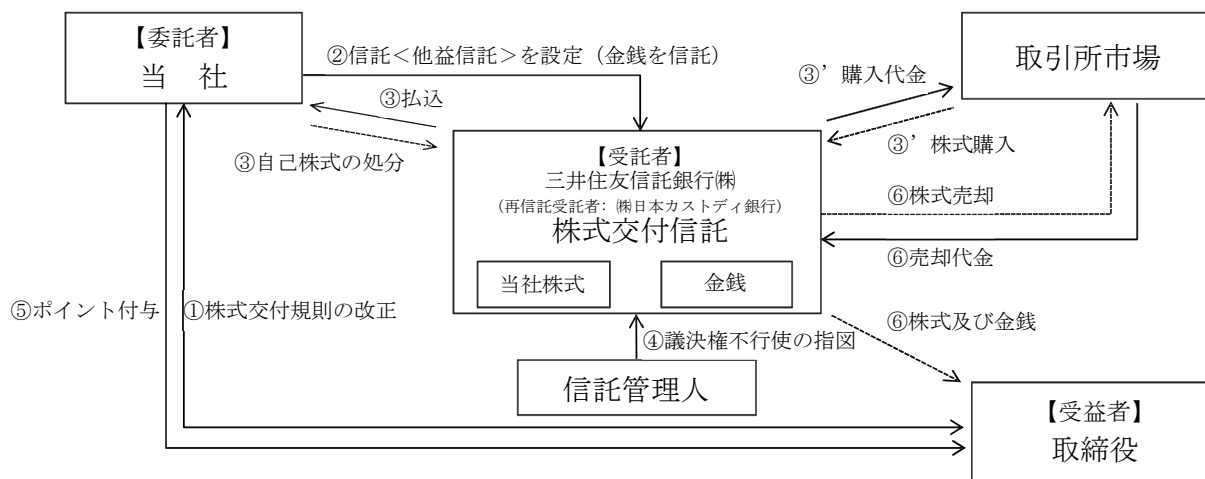 【委託者】
当　社
②信託＜他益信託＞を設定（金銭を信託）
③払込
③自己株式の処分
取引所市場
③’購入代金
③’株式購入
【受託者】
三井住友信託銀行㈱
(再信託受託者: ㈱日本カストディ銀行)
株式交付信託
当社株式
金銭
⑥株式売却
⑥売却代金
⑤ポイント付与
①株式交付規則の改正
④議決権不行使の指図
⑥株式及び金銭
信託管理人
【受益者】
取締役